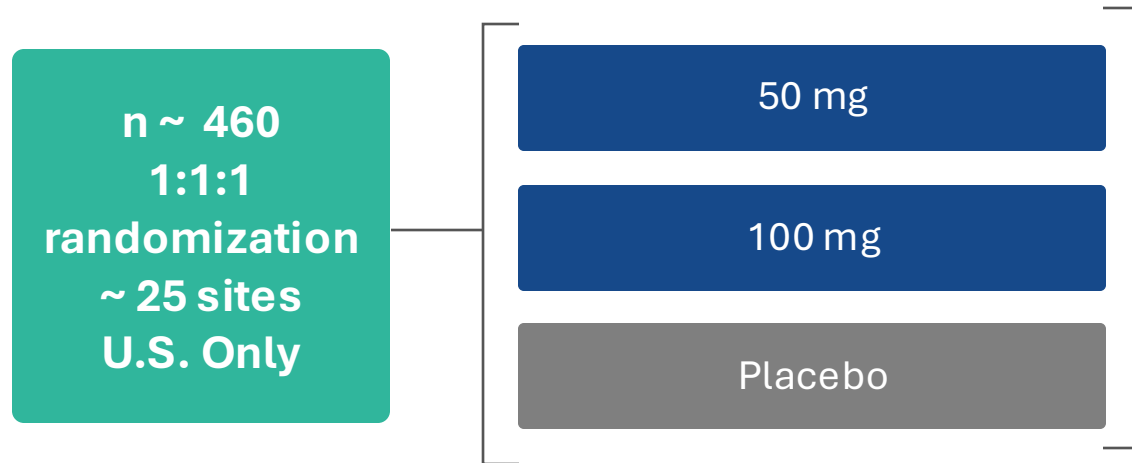 n ~ 460
1:1:1
randomization
~ 25 sites
U.S. Only
50 mg
100 mg
Placebo